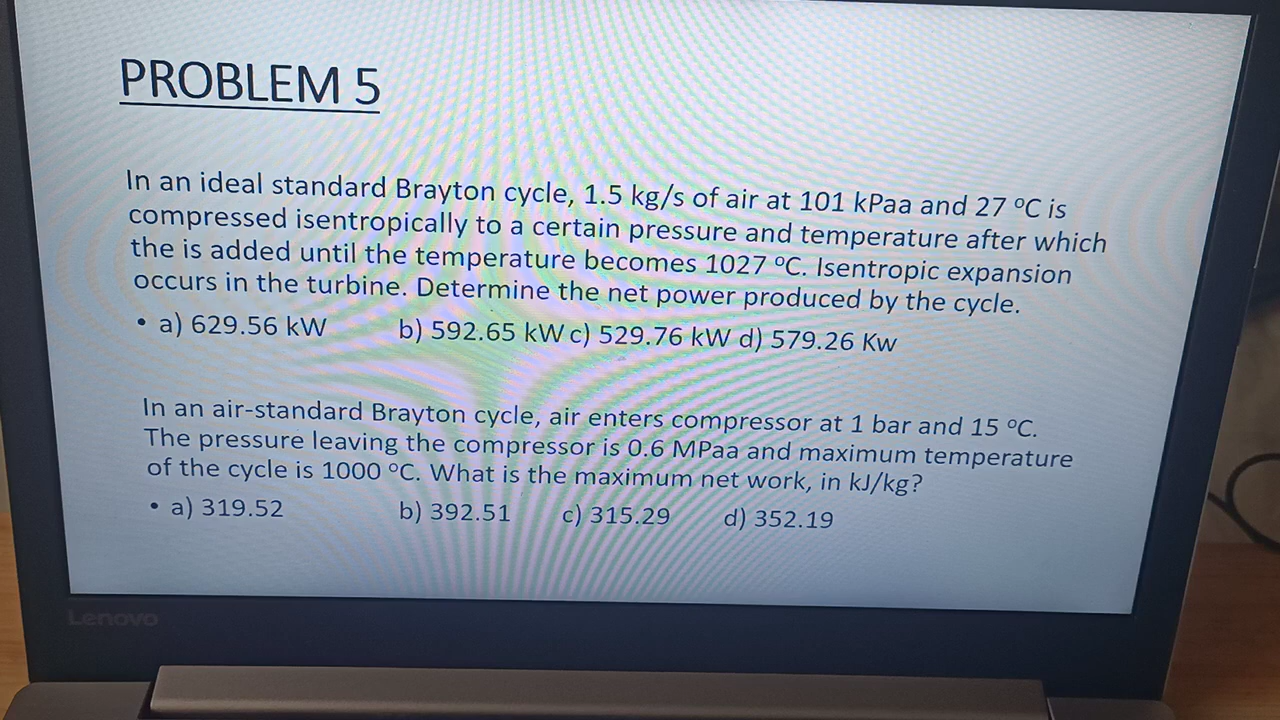 PROBLEM 5
In an ideal standard Brayton cycle, 1.5 kg/s of air at 101 kPaa and 27 ºC is
compressed isentropically to a certain pressure and temperature after which
the is added until the temperature becomes 1027 ºC. Isentropic expansion
occurs in the turbine. Determine the net power produced by the cycle.
• a) 629.56 kW b) 592.65 kW c) 529.76 kW d) 579.26 Kw
In an air-standard Brayton cycle, air enters compressor at 1 bar and 15 ºC.
The pressure leaving the compressor is 0.6 MPaa and maximum temperature
of the cycle is 1000 ºC. What is the maximum net work, in kJ/kg?
• a) 319.52 b) 392.51 c) 315.29 d) 352.19
Lenovo